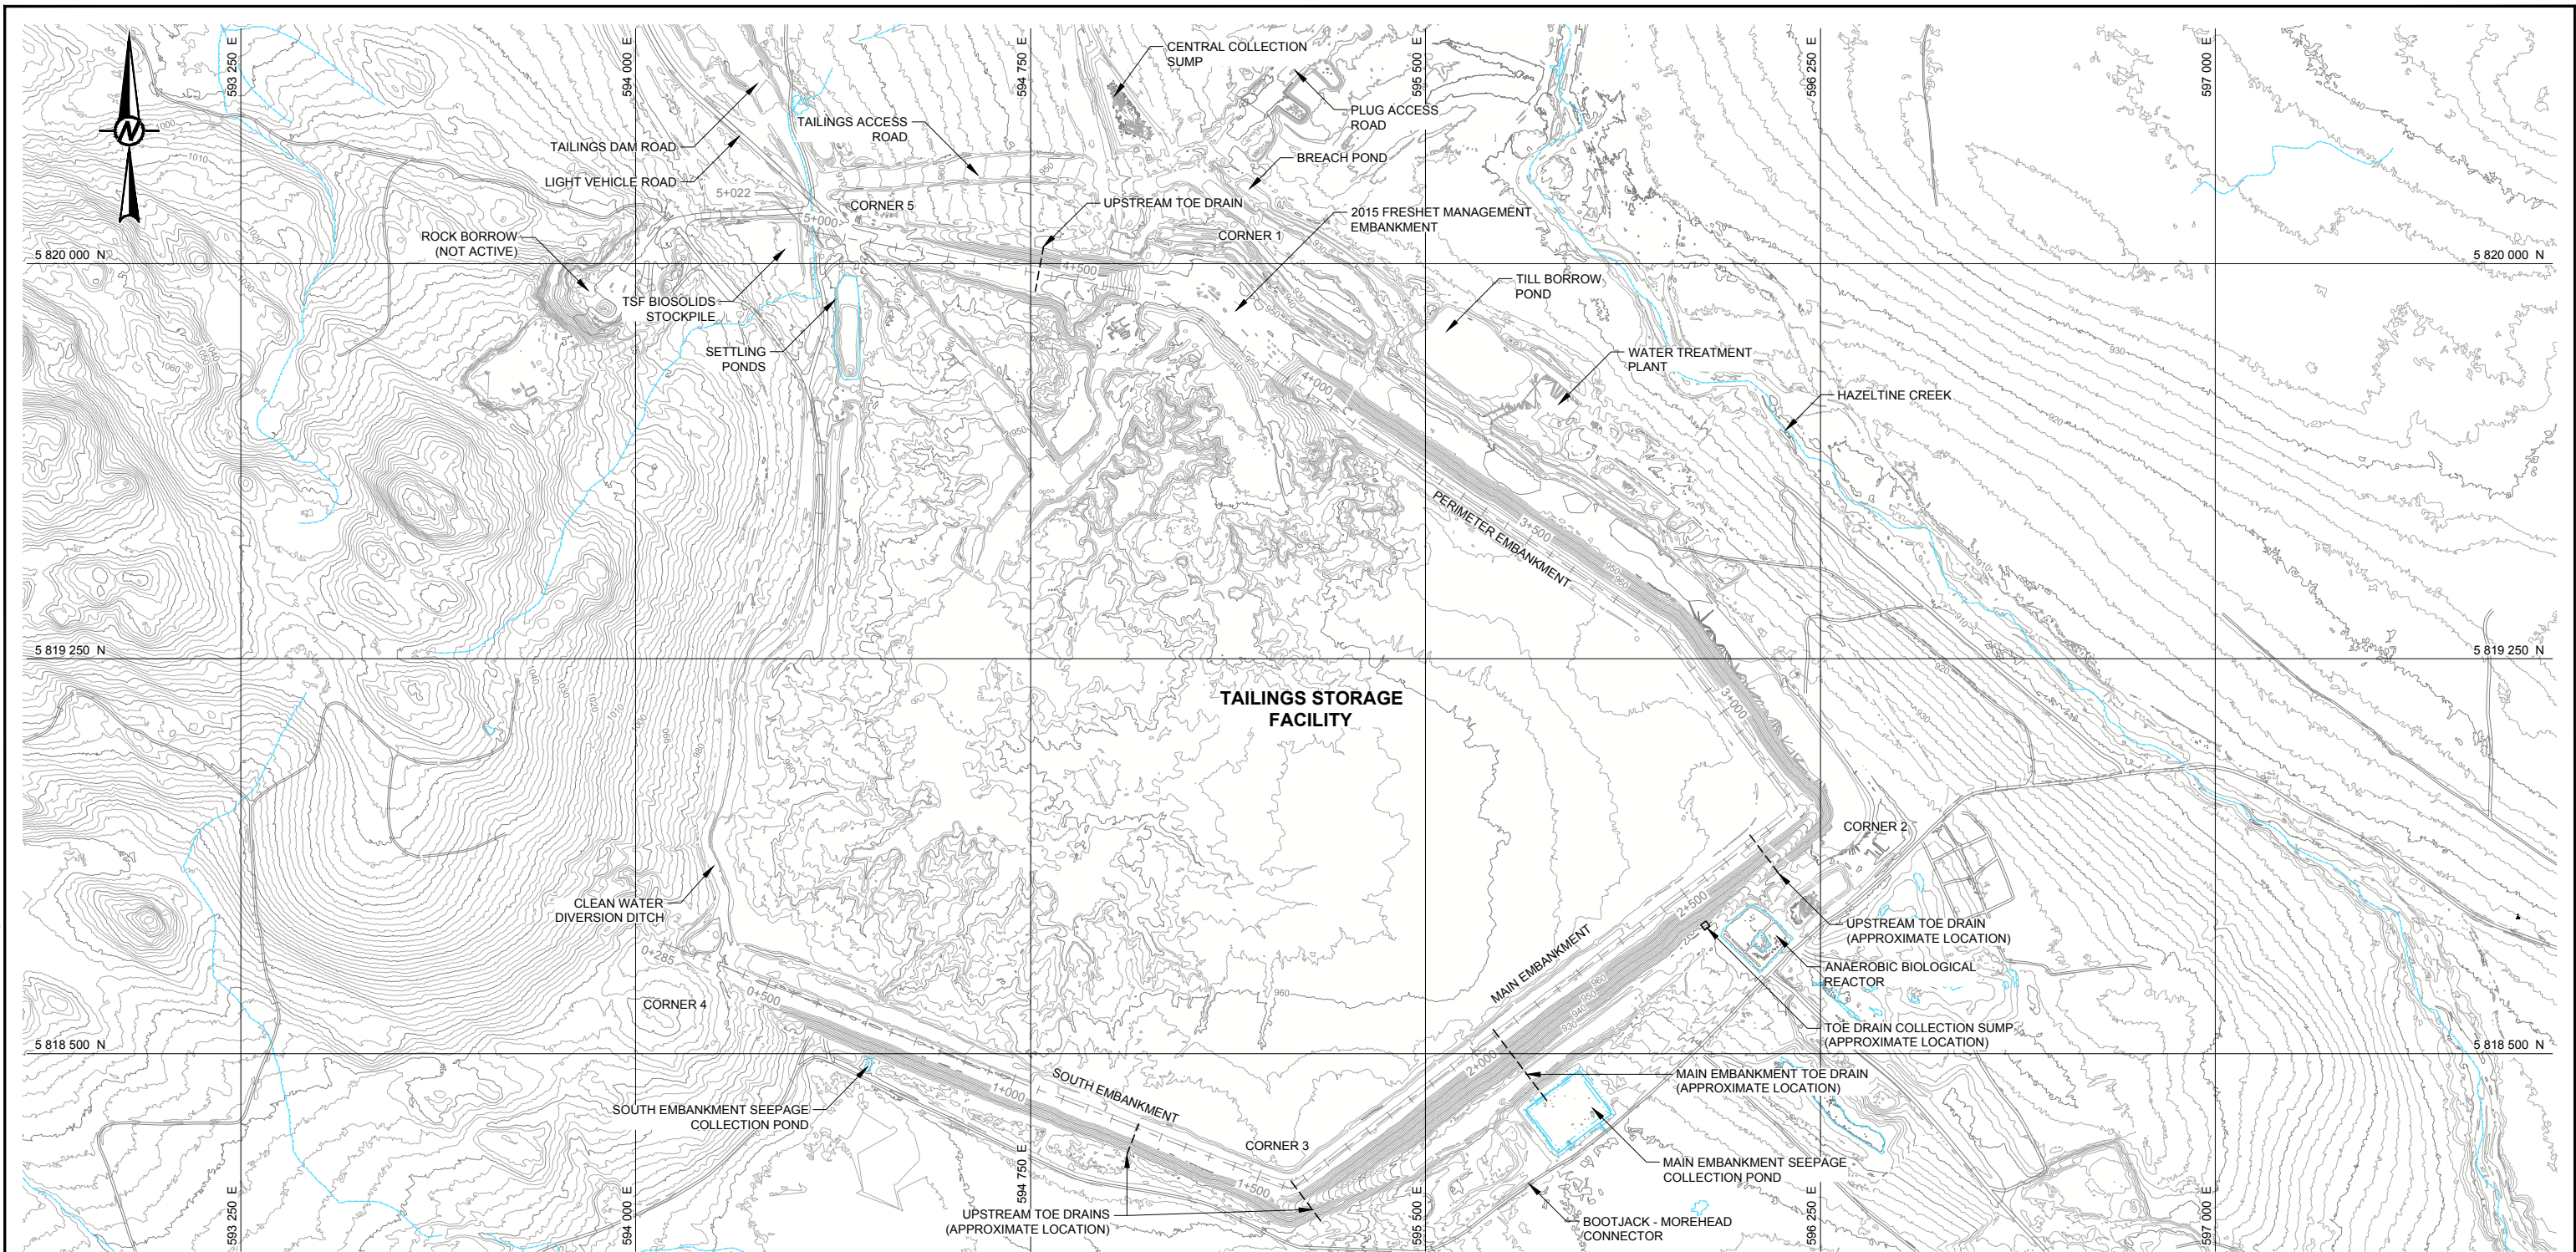 593 250 E
594 000 E
594 750 E
595 500 E
596 250 E
597 000 E
N
CENTRAL COLLECTION
SUMP
PLUG ACCESS
ROAD
TAILINGS ACCESS
ROAD
TAILINGS DAM ROAD
BREACH POND
LIGHT VEHICLE ROAD
5+022
CORNER 5
5+000
UPSTREAM TOE DRAIN
2015 FRESHET MANAGEMENT
EMBANKMENT
CORNER 1
ROCK BORROW
(NOT ACTIVE)
5 820 000 N
5 820 000 N
4+500
TILL BORROW
POND
TSF BIOSOLIDS
STOCKPILE
SETTLING
PONDS
WATER TREATMENT
PLANT
4+000
HAZELTINE CREEK
PERIMETER EMBANKMENT
3+500
5 819 250 N
5 819 250 N
TAILINGS STORAGE
FACILITY
3+000
CORNER 2
CLEAN WATER
DIVERSION DITCH
2+500
UPSTREAM TOE DRAIN
(APPROXIMATE LOCATION)
MAIN EMBANKMENT
0+285
ANAEROBIC BIOLOGICAL
REACTOR
0+500
CORNER 4
TOE DRAIN COLLECTION SUMP
(APPROXIMATE LOCATION)
5 818 500 N
5 818 500 N
2+000
MAIN EMBANKMENT TOE DRAIN
(APPROXIMATE LOCATION)
1+000
SOUTH EMBANKMENT
SOUTH EMBANKMENT SEEPAGE
COLLECTION POND
CORNER 3
MAIN EMBANKMENT SEEPAGE
COLLECTION POND
1+500
UPSTREAM TOE DRAINS
(APPROXIMATE LOCATION)
BOOTJACK - MOREHEAD
CONNECTOR
593 250 E
594 000 E
594 750 E
595 500 E
596 250 E
597 000 E